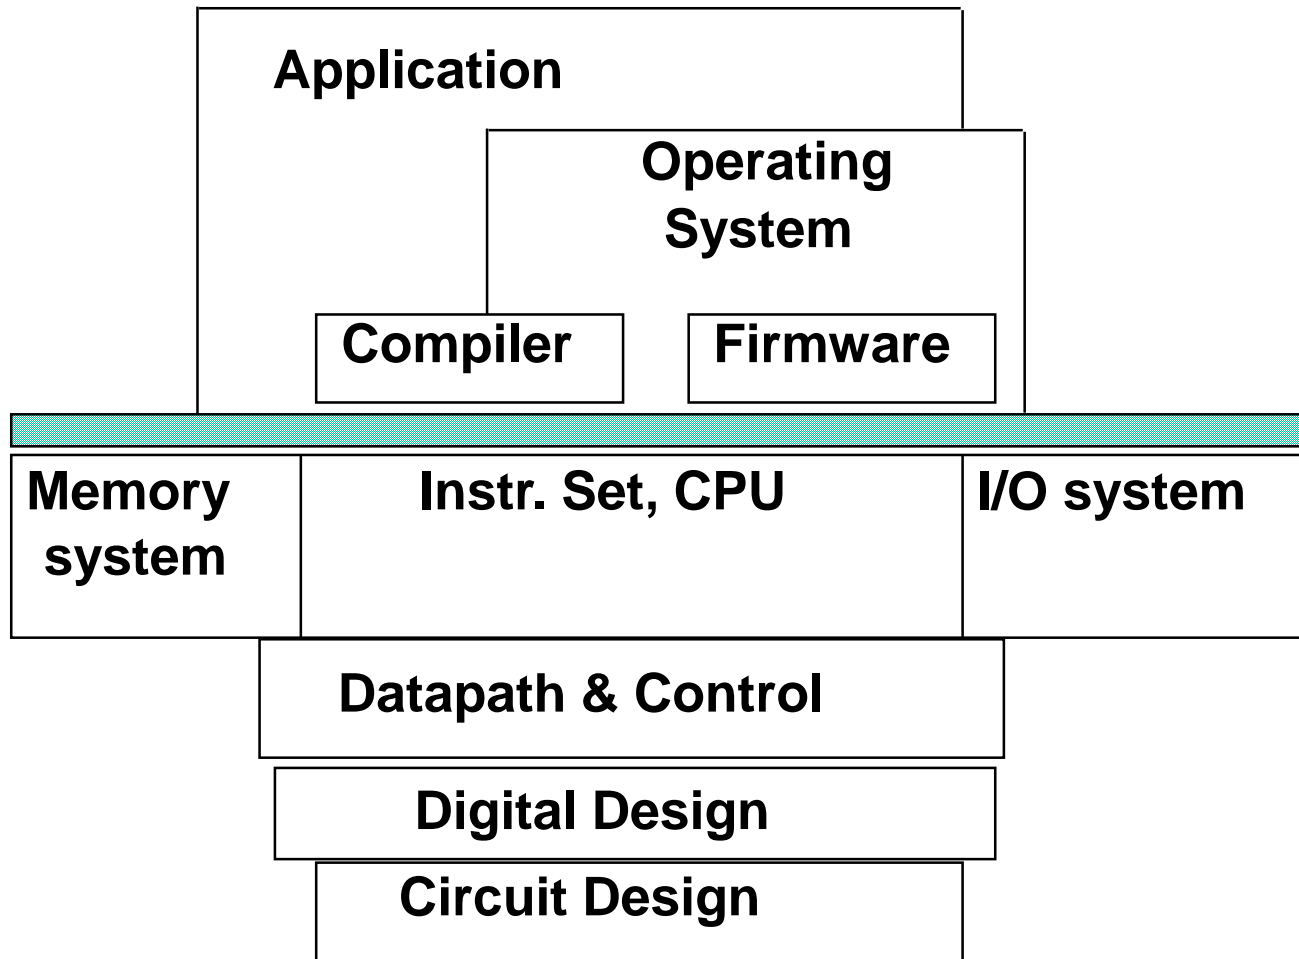 Application
Operating
System
Compiler
Firmware
Memory
system
Instr. Set, CPU
I/O system
Datapath & Control
Digital Design
Circuit Design